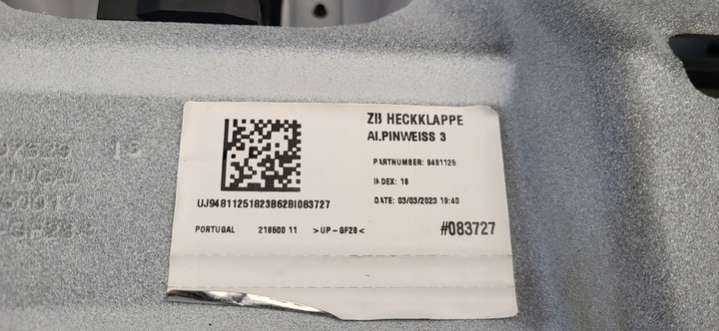 ZB HECKKLAPPE
ALPINWEISS 3
PARTNUMBER: 9481125
INDEX: 18
UJ94811251823B62BI083727
DATE: 03/03/2023 19:40
PORTUGAL 218600 11 >UP-GF28<
#083727